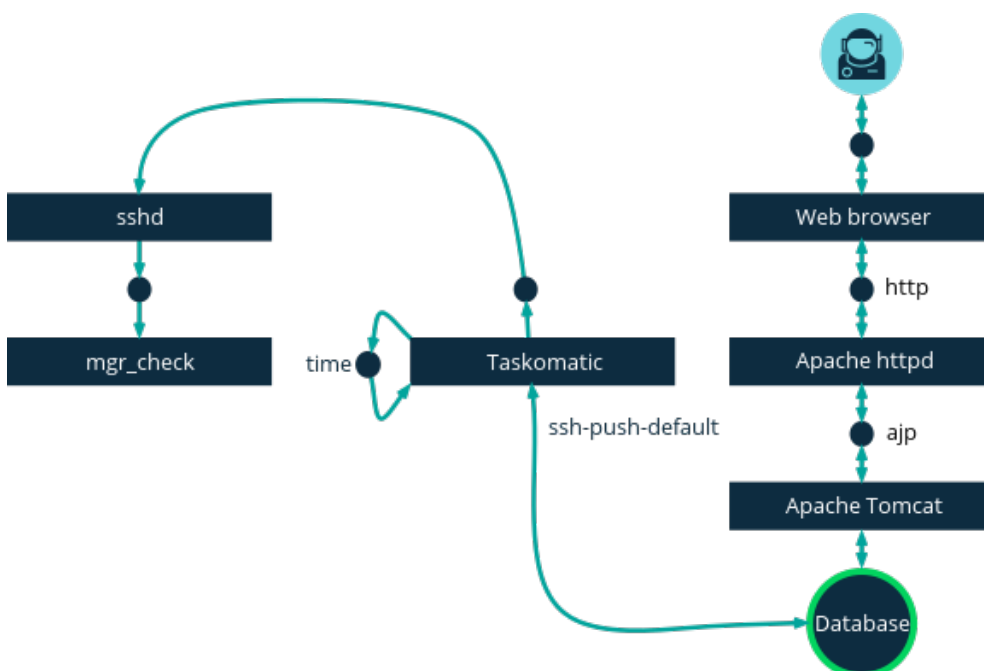 sshd
Web browser
http
mgr_check
time
Taskomatic
Apache httpd
ssh-push-default
ajp
Apache Tomcat
Database